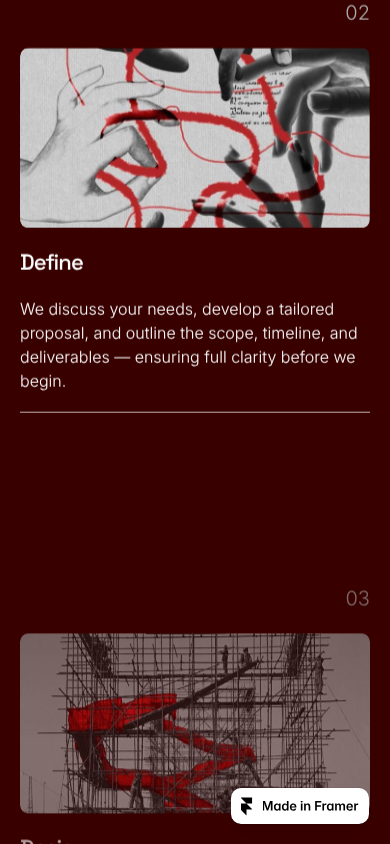 02
Define
We discuss your needs, develop a tailored
proposal, and outline the scope, timeline, and
deliverables — ensuring full clarity before we
begin.
03
Made in Framer